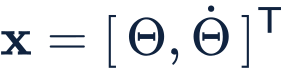 𝐱 = [ Θ, Θ̇ ]ᵀ